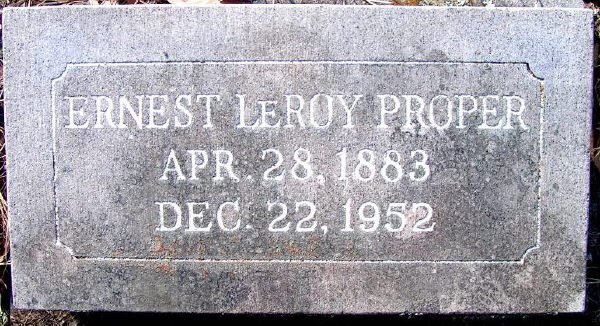 ERNEST LeROY PROPER
APR. 28, 1883
DEC. 22, 1952